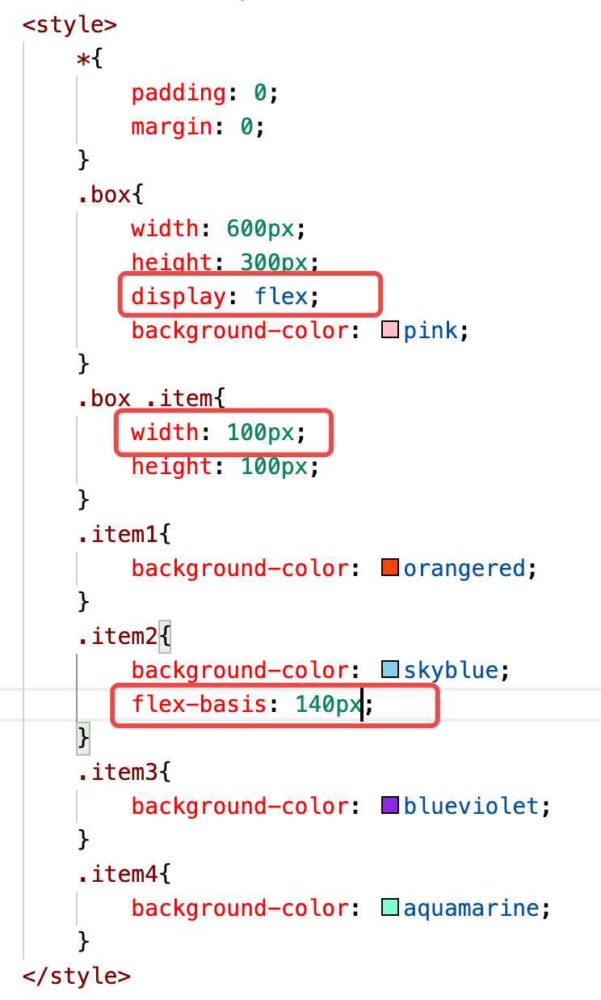 <style>
*{
padding: 0;
margin: 0;
}
.box{
width: 600px;
height: 300px;
display: flex;
background-color: pink;
}
.box .item{
width: 100px;
height: 100px;
}
.item1{
background-color: orangered;
}
.item2{
background-color: skyblue;
flex-basis: 140px;
}
.item3{
background-color: blueviolet;
}
.item4{
background-color: aquamarine;
}
</style>